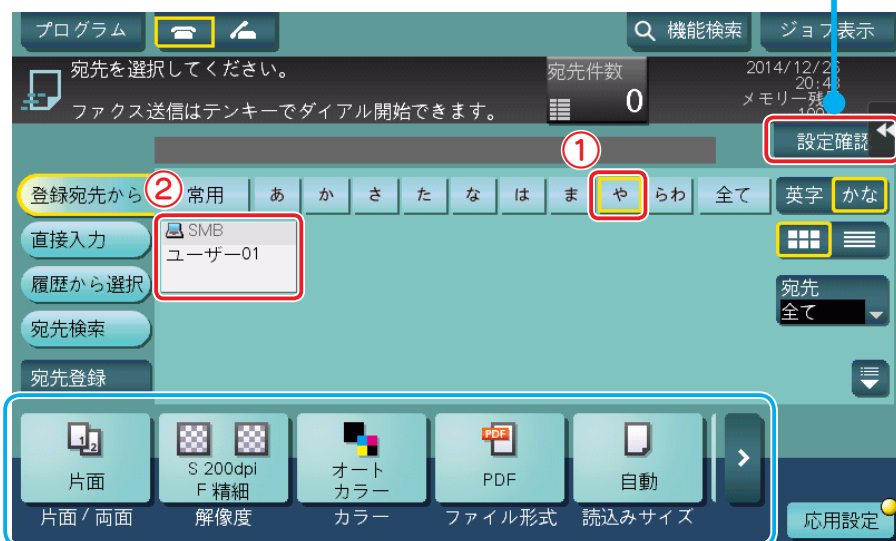 プログラム
機能検索
ジョブ表示
宛先を選択してください。
ファクス送信はテンキーでダイアル開始できます。
宛先件数
0
2014/12/26
20:43
メモリー残量
設定確認
①
②
登録宛先から
常用 あ か さ た な は ま や らわ 全て
英字 かな
直接入力
SMB
ユーザー01
履歴から選択
宛先
全て
宛先検索
宛先登録
片面
S 200dpi
F 精細
オート
カラー
PDF
PDF
自動
片面/両面
解像度
カラー
ファイル形式
読込みサイズ
応用設定